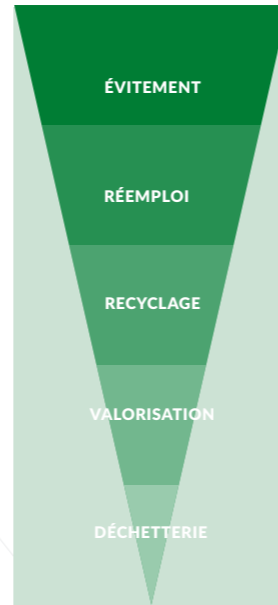 ÉVITEMENT
RÉEMPLOI
RECYCLAGE
VALORISATION
DÉCHETTERIE